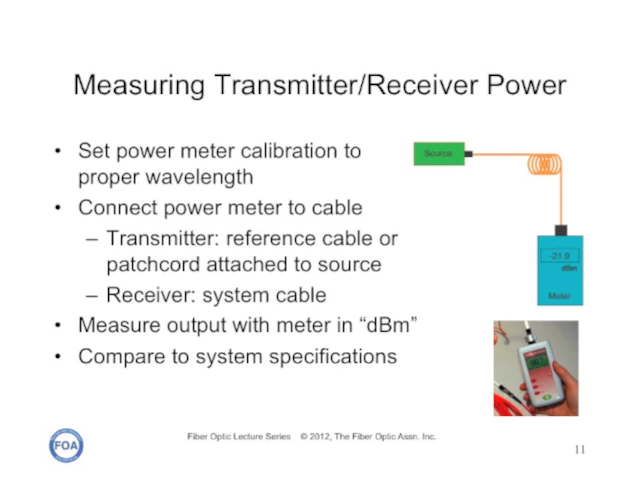 Measuring Transmitter/Receiver Power
• Set power meter calibration to
proper wavelength
• Connect power meter to cable
– Transmitter: reference cable or
patchcord attached to source
– Receiver: system cable
• Measure output with meter in “dBm”
• Compare to system specifications
Source
-21.9
dBm
Meter
FOA
Fiber Optic Lecture Series © 2012, The Fiber Optic Assn. Inc.
11